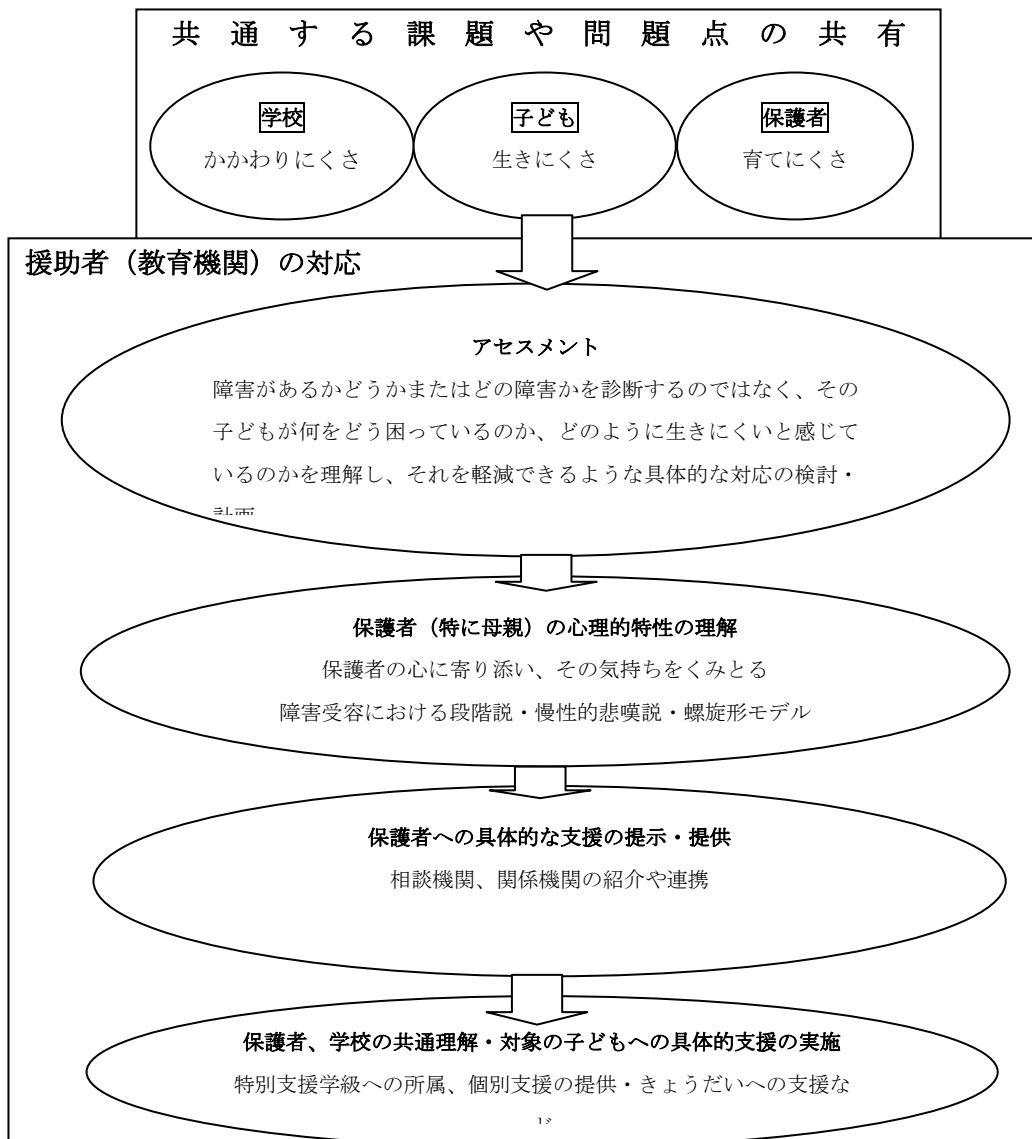 共通する課題や問題点の共有
学校
かかわりにくさ
子ども
生きにくさ
保護者
育てにくさ
援助者（教育機関）の対応
アセスメント
障害があるかどうかまたはどの障害かを診断するのではなく、その
子どもが何をどう困っているのか、どのように生きにくいと感じて
いるのかを理解し、それを軽減できるような具体的な対応の検討・
計画
保護者（特に母親）の心理的特性の理解
保護者の心に寄り添い、その気持ちをくみとる
障害受容における段階説・慢性的悲嘆説・螺旋形モデル
保護者への具体的な支援の提示・提供
相談機関、関係機関の紹介や連携
保護者、学校の共通理解・対象の子どもへの具体的支援の実施
特別支援学級への所属、個別支援の提供・きょうだいへの支援な
ど